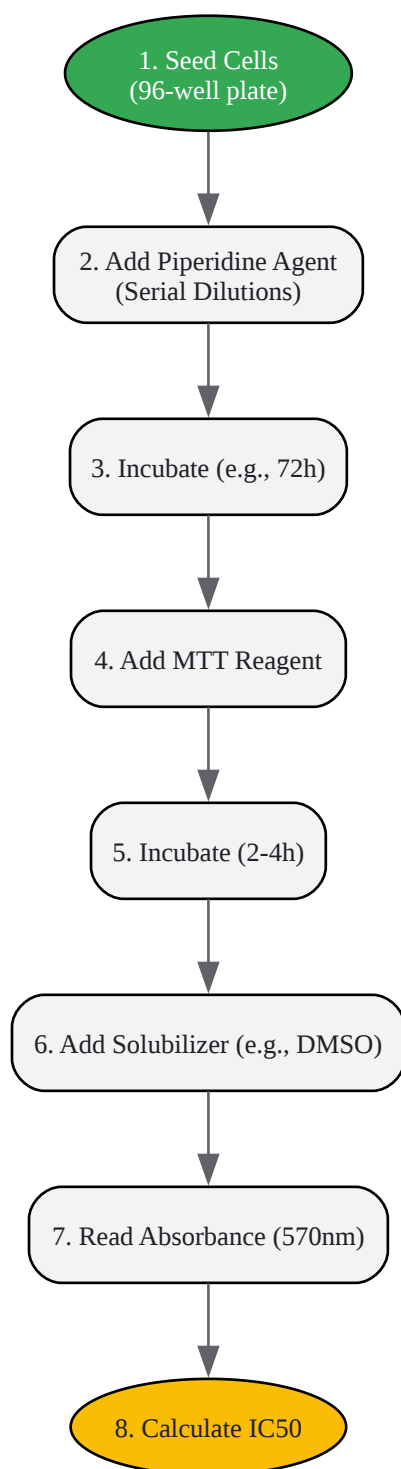 1. Seed Cells
(96-well plate)
2. Add Piperidine Agent
(Serial Dilutions)
3. Incubate (e.g., 72h)
4. Add MTT Reagent
5. Incubate (2-4h)
6. Add Solubilizer (e.g., DMSO)
7. Read Absorbance (570nm)
8. Calculate IC50